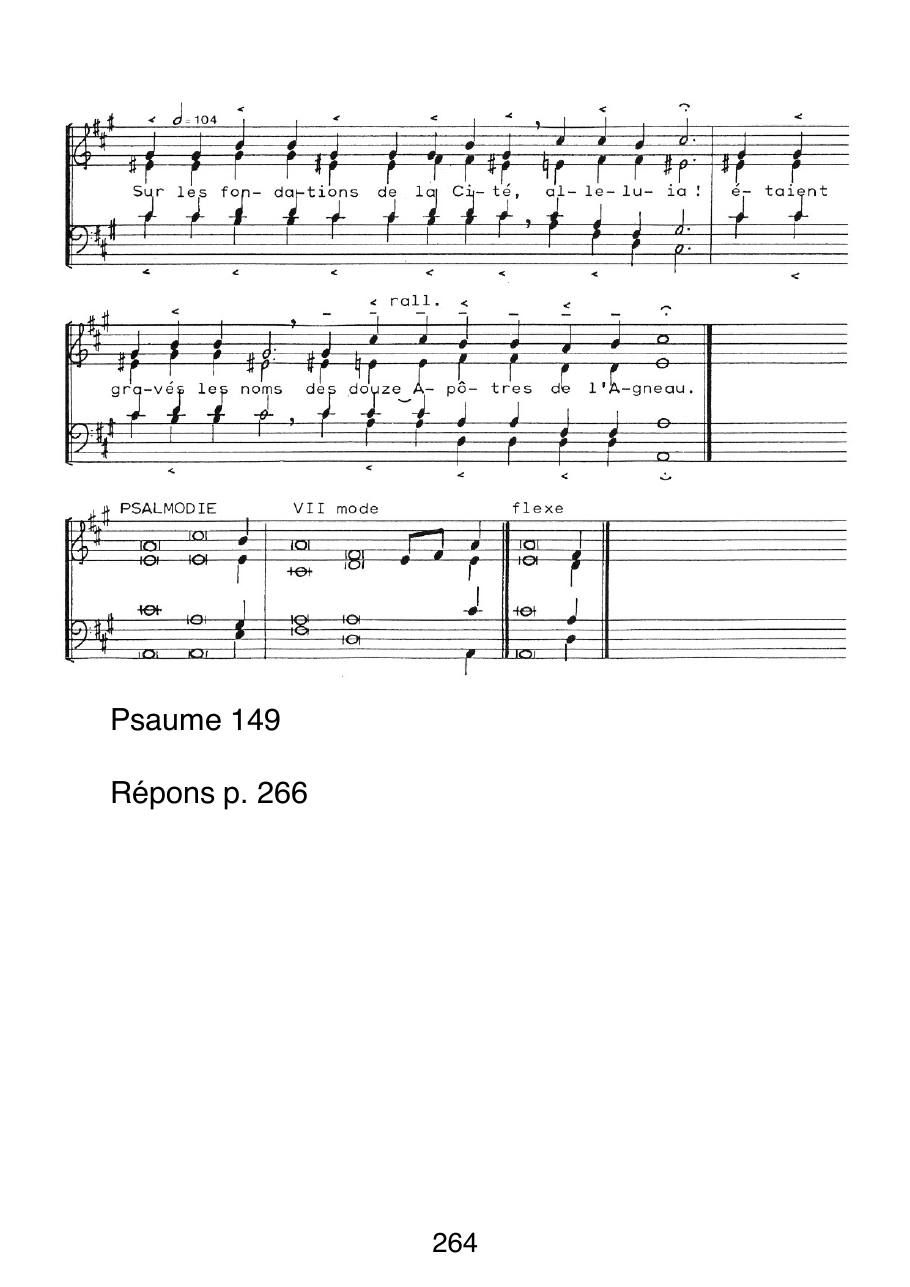 𝅗𝅥 = 104
Sur les fon- da-tions de la Ci-té, al-le-lu- ia ! é- taient
rall.
gra-vés les noms des douze‿A- pô- tres de l'A-gneau.
PSALMODIE VII mode flexe
Psaume 149
Répons p. 266
264